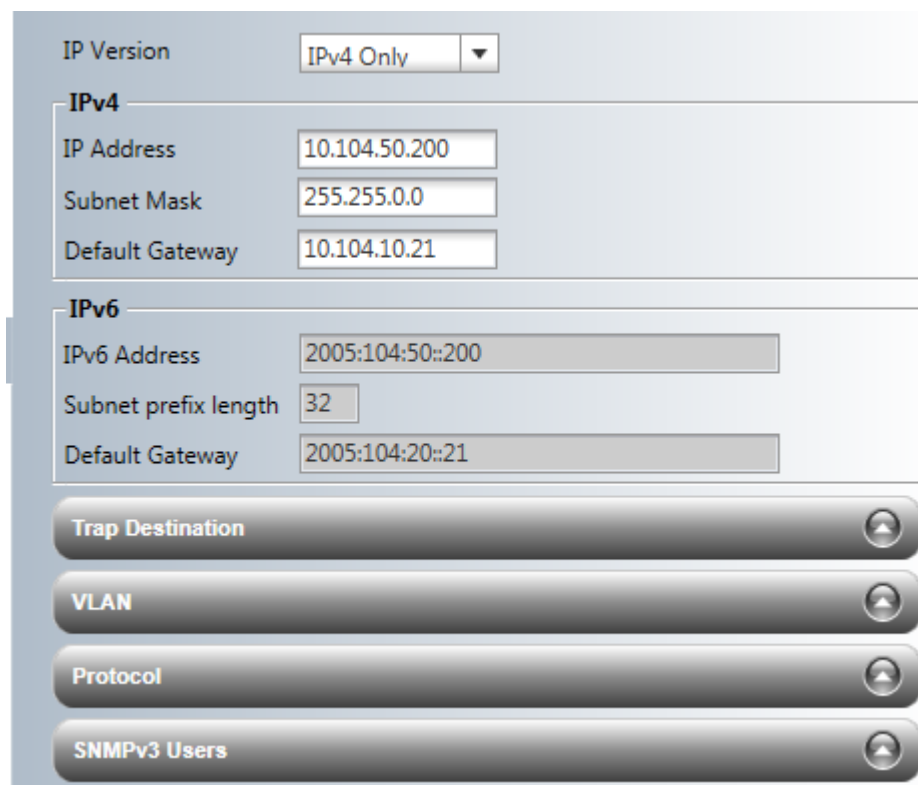 IP Version IPv4 Only
IPv4
IP Address 10.104.50.200
Subnet Mask 255.255.0.0
Default Gateway 10.104.10.21
IPv6
IPv6 Address 2005:104:50::200
Subnet prefix length 32
Default Gateway 2005:104:20::21
Trap Destination
VLAN
Protocol
SNMPv3 Users